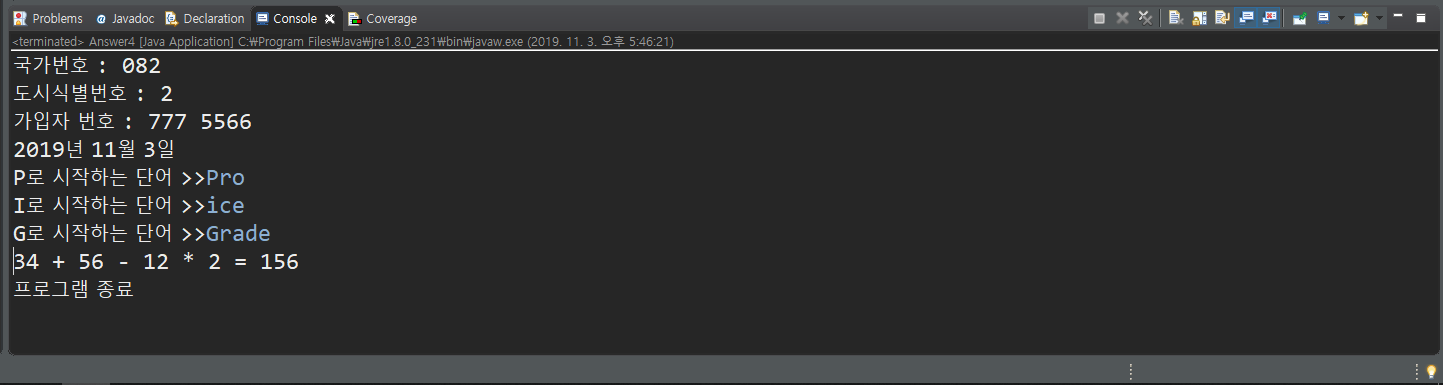 Problems @ Javadoc Declaration Console Coverage
<terminated> Answer4 [Java Application] C:₩Program Files₩Java₩jre1.8.0_231₩bin₩javaw.exe (2019. 11. 3. 오후 5:46:21)
국가번호 : 082
도시식별번호 : 2
가입자 번호 : 777 5566
2019년 11월 3일
P로 시작하는 단어 >>Pro
I로 시작하는 단어 >>ice
G로 시작하는 단어 >>Grade
34 + 56 - 12 * 2 = 156
프로그램 종료